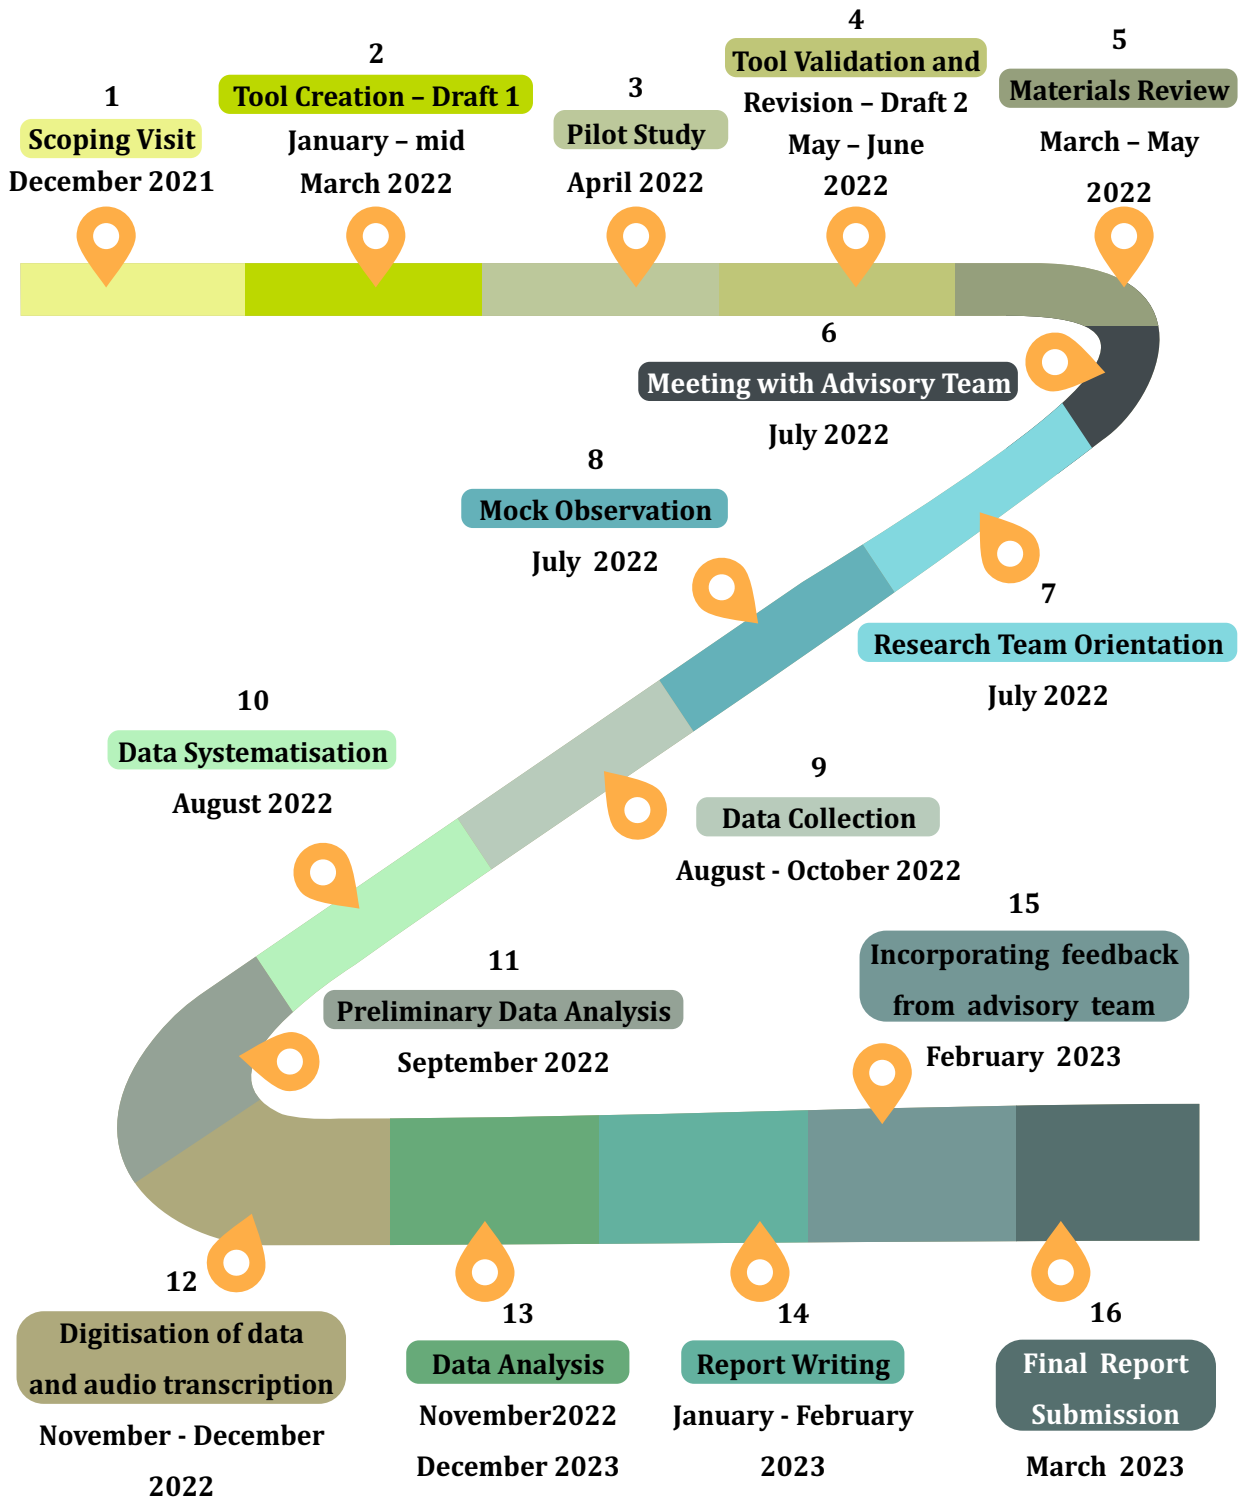 1
Scoping Visit
December 2021
2
Tool Creation – Draft 1
January – mid
March 2022
3
Pilot Study
April 2022
4
Tool Validation and
Revision – Draft 2
May – June
2022
5
Materials Review
March – May
2022
6
Meeting with Advisory Team
July 2022
7
Research Team Orientation
July 2022
8
Mock Observation
July 2022
9
Data Collection
August - October 2022
10
Data Systematisation
August 2022
11
Preliminary Data Analysis
September 2022
12
Digitisation of data
and audio transcription
November - December
2022
13
Data Analysis
November2022
December 2023
14
Report Writing
January - February
2023
15
Incorporating feedback
from advisory team
February 2023
16
Final Report
Submission
March 2023